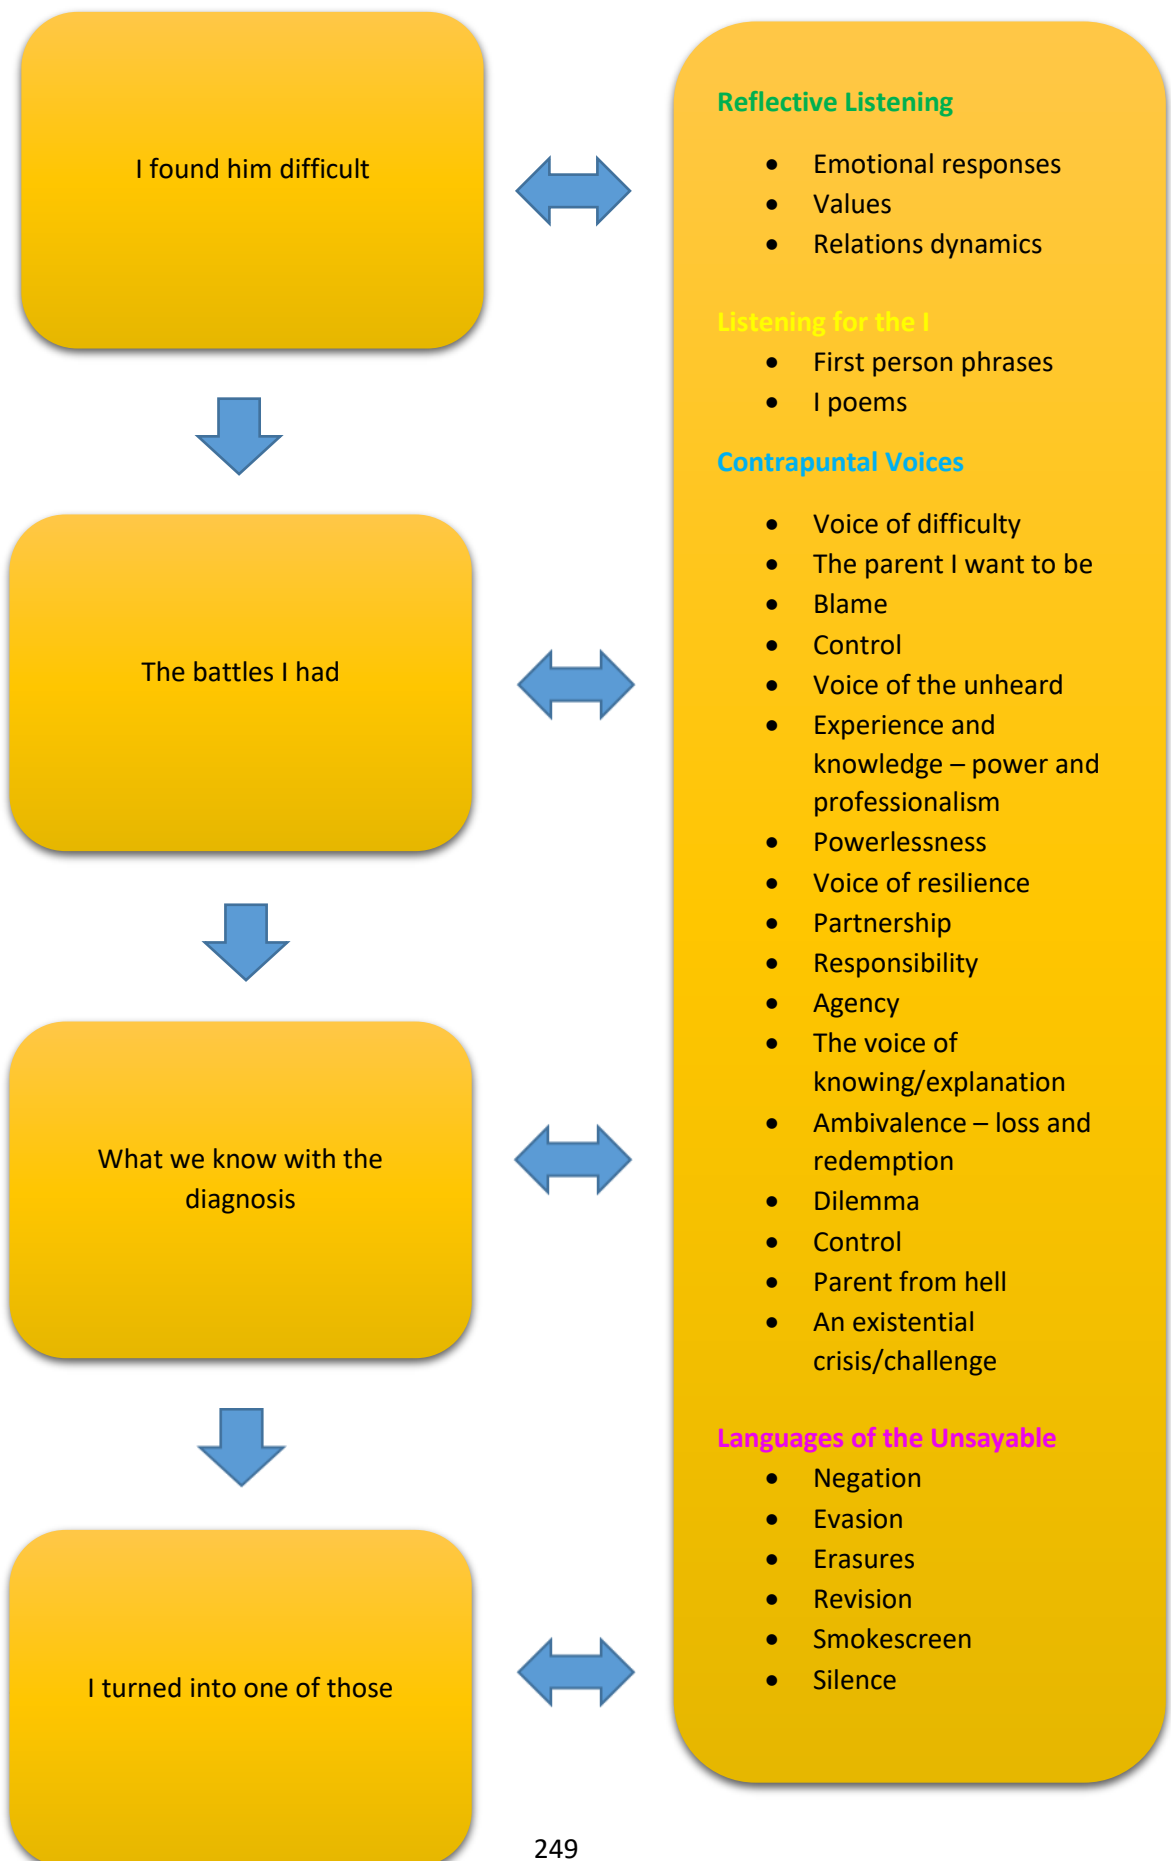 I found him difficult
The battles I had
What we know with the
diagnosis
I turned into one of those
Reflective Listening
• Emotional responses
• Values
• Relations dynamics
Listening for the I
• First person phrases
• I poems
Contrapuntal Voices
• Voice of difficulty
• The parent I want to be
• Blame
• Control
• Voice of the unheard
• Experience and
knowledge – power and
professionalism
• Powerlessness
• Voice of resilience
• Partnership
• Responsibility
• Agency
• The voice of
knowing/explanation
• Ambivalence – loss and
redemption
• Dilemma
• Control
• Parent from hell
• An existential
crisis/challenge
Languages of the Unsayable
• Negation
• Evasion
• Erasures
• Revision
• Smokescreen
• Silence
249